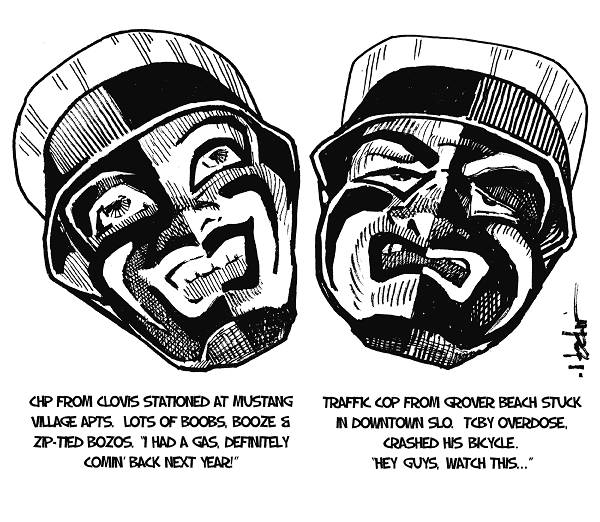 CHP FROM CLOVIS STATIONED AT MUSTANG
VILLAGE APTS. LOTS OF BOOBS, BOOZE &
ZIP-TIED BOZOS. "I HAD A GAS, DEFINITELY
COMIN' BACK NEXT YEAR!"
TRAFFIC COP FROM GROVER BEACH STUCK
IN DOWNTOWN SLO. TCBY OVERDOSE,
CRASHED HIS BICYCLE.
"HEY GUYS, WATCH THIS..."